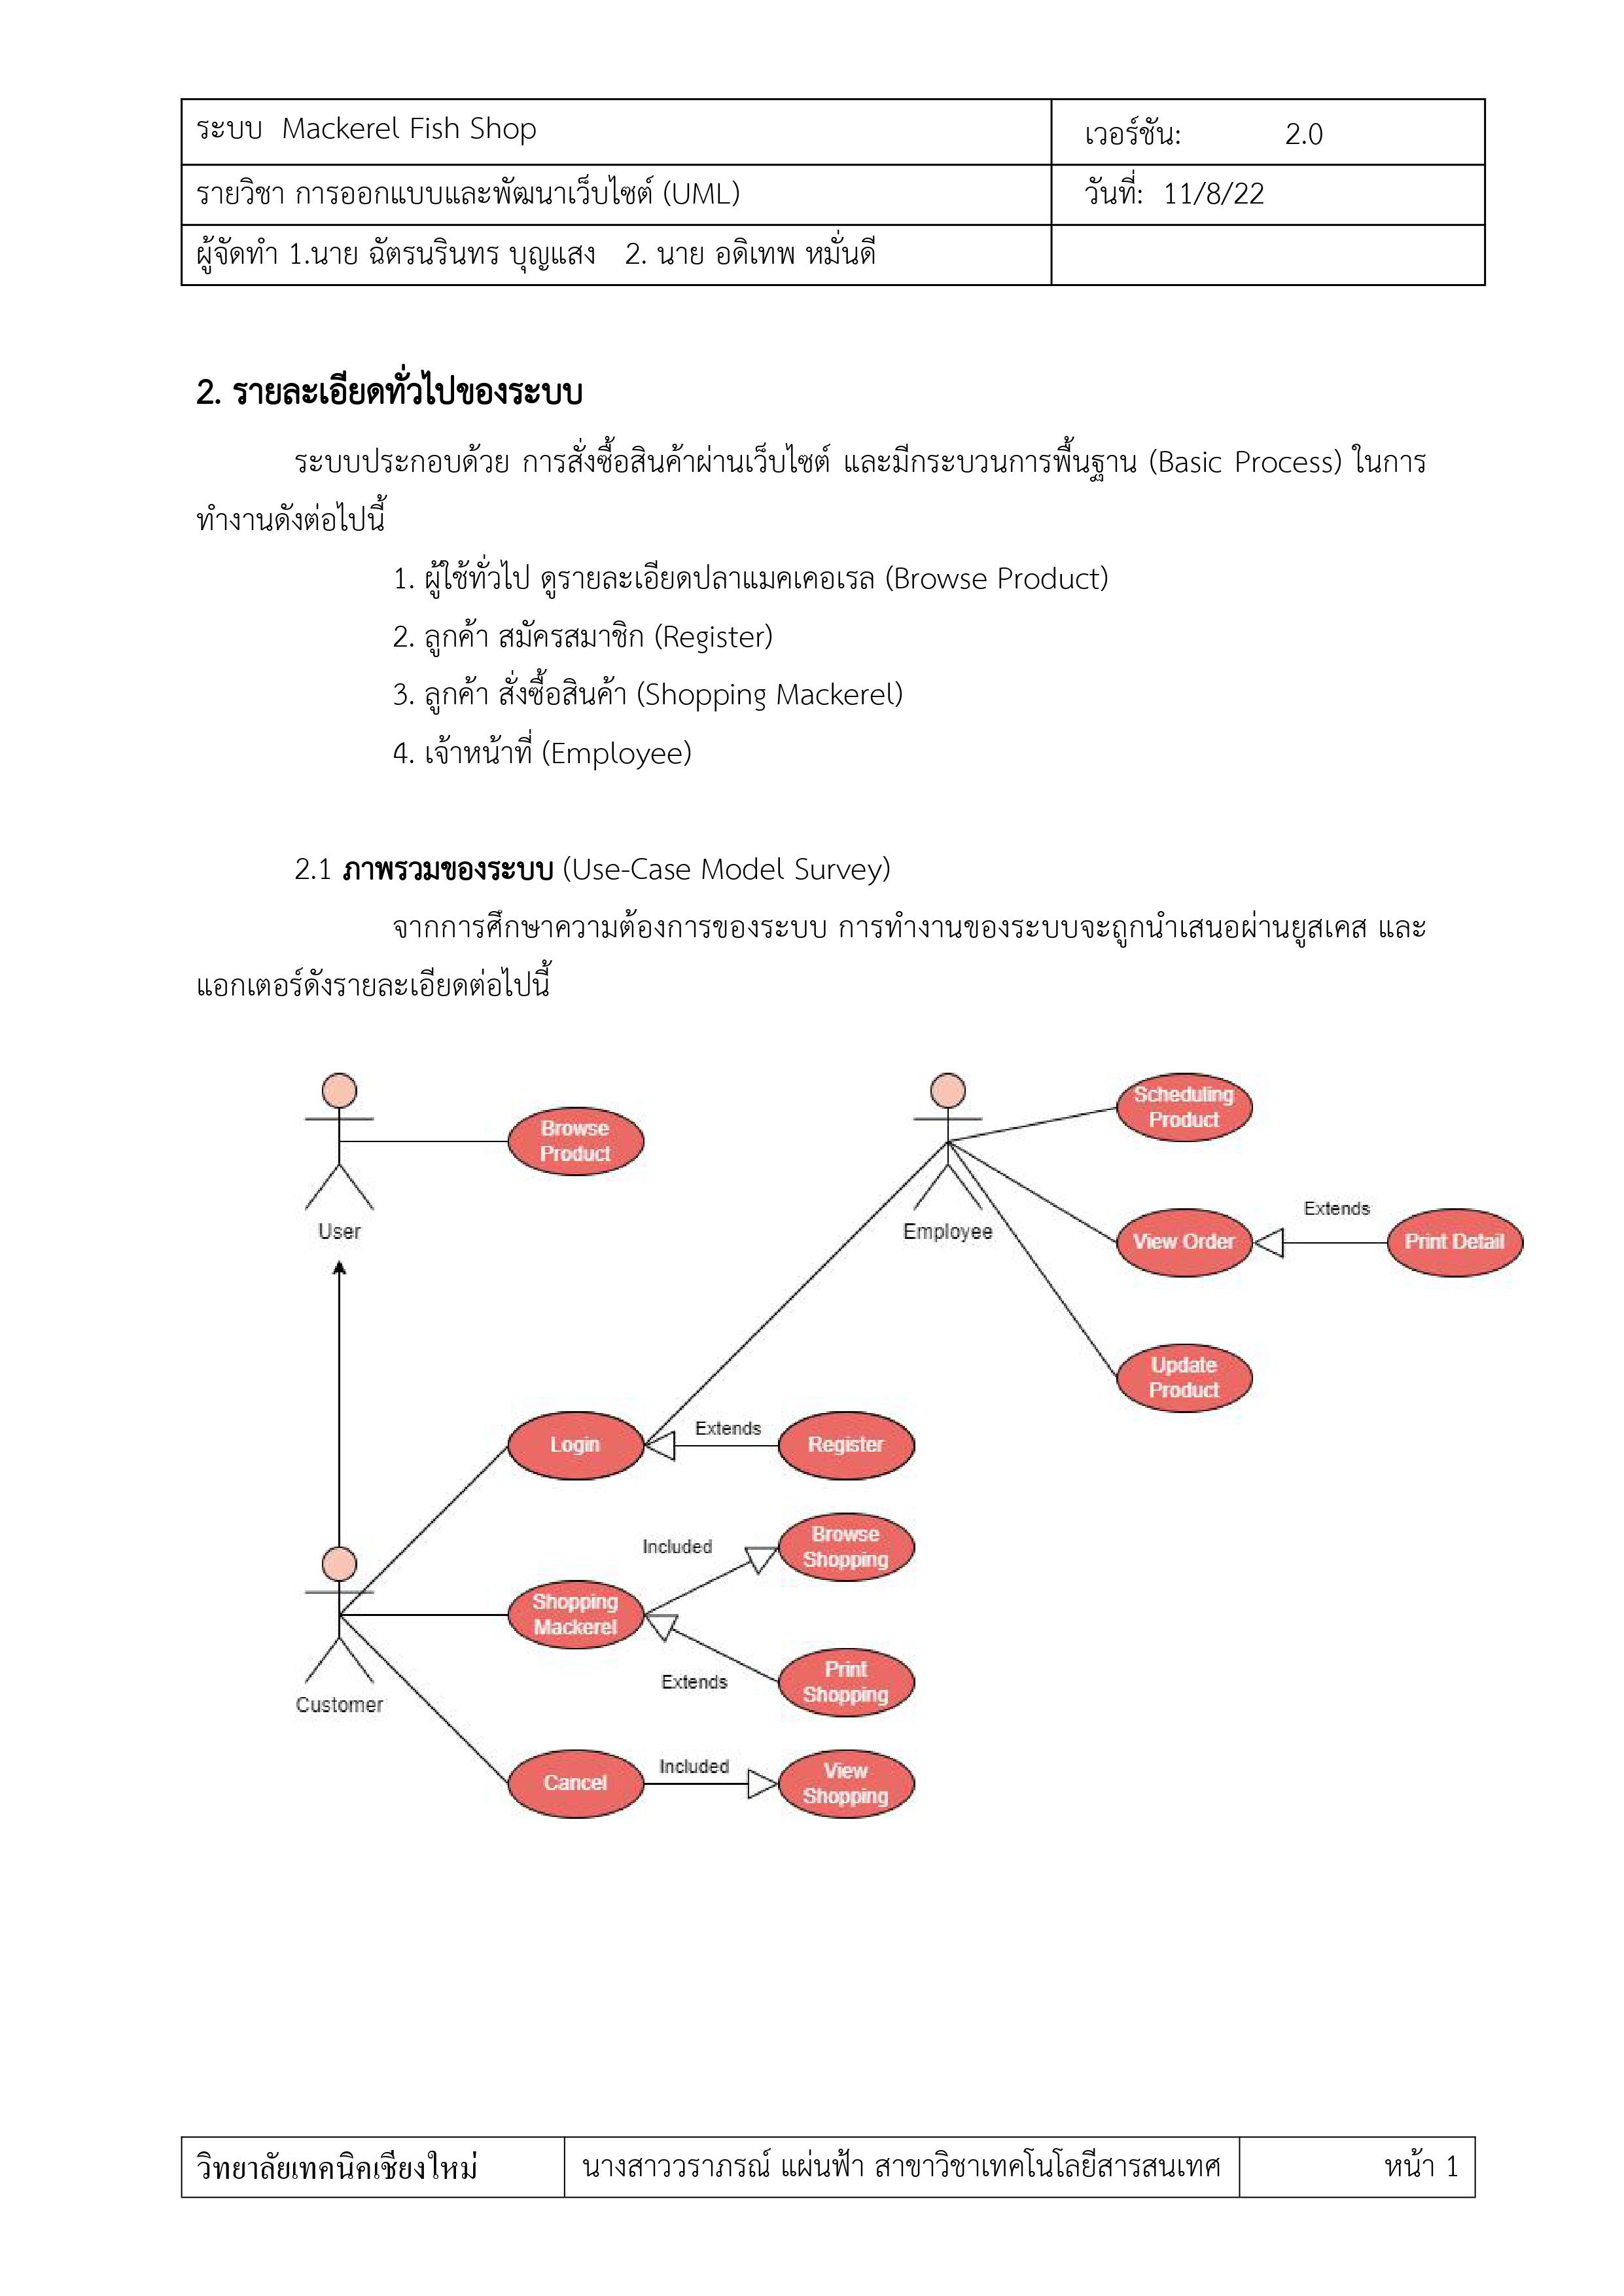 ระบบ  Mackerel Fish Shop
เวอร์ชัน: 2.0
รายวิชา การออกแบบและพัฒนาเว็บไซต์ (UML)
วันที่: 11/8/22
ผู้จัดทำ 1.นาย ฉัตรนรินทร บุญแสง 2. นาย อดิเทพ หมั่นดี
2. รายละเอียดทั่วไปของระบบ
ระบบประกอบด้วย การสั่งซื้อสินค้าผ่านเว็บไซต์ และมีกระบวนการพื้นฐาน (Basic Process) ในการ
ทำงานดังต่อไปนี้
1. ผู้ใช้ทั่วไป ดูรายละเอียดปลาแมคเคอเรล (Browse Product)
2. ลูกค้า สมัครสมาชิก (Register)
3. ลูกค้า สั่งซื้อสินค้า (Shopping Mackerel)
4. เจ้าหน้าที่ (Employee)
2.1 ภาพรวมของระบบ (Use-Case Model Survey)
จากการศึกษาความต้องการของระบบ การทำงานของระบบจะถูกนำเสนอผ่านยูสเคส และ
แอกเตอร์ดังรายละเอียดต่อไปนี้
Browse
Product
User
Scheduling
Product
Employee
View Order
Extends
Print Detail
Update
Product
Login
Extends
Register
Included
Browse
Shopping
Shopping
Mackerel
Extends
Print
Shopping
Customer
Cancel
Included
View
Shopping
วิทยาลัยเทคนิคเชียงใหม่
นางสาววราภรณ์ แผ่นฟ้า สาขาวิชาเทคโนโลยีสารสนเทศ
หน้า 1